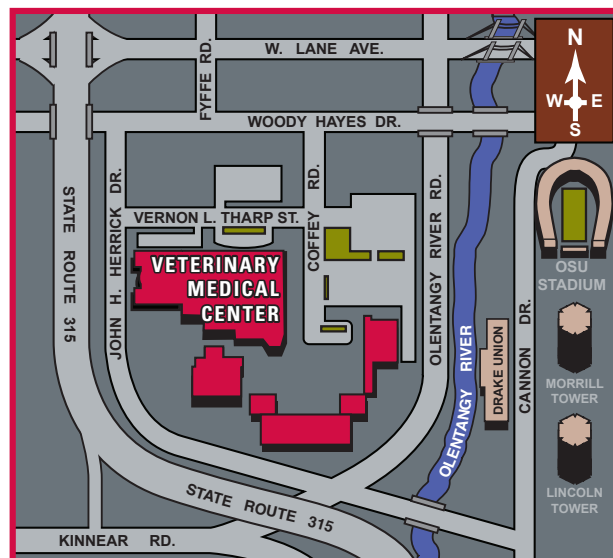 W. LANE AVE.
FYFFE RD.
N
W E
S
WOODY HAYES DR.
STATE ROUTE 315
JOHN H. HERRICK DR.
VERNON L. THARP ST.
COFFEY RD.
OLENTANGY RIVER RD.
OLENTANGY RIVER
CANNON DR.
OSU
STADIUM
VETERINARY
MEDICAL
CENTER
DRAKE UNION
MORRILL
TOWER
LINCOLN
TOWER
STATE ROUTE 315
KINNEAR RD.